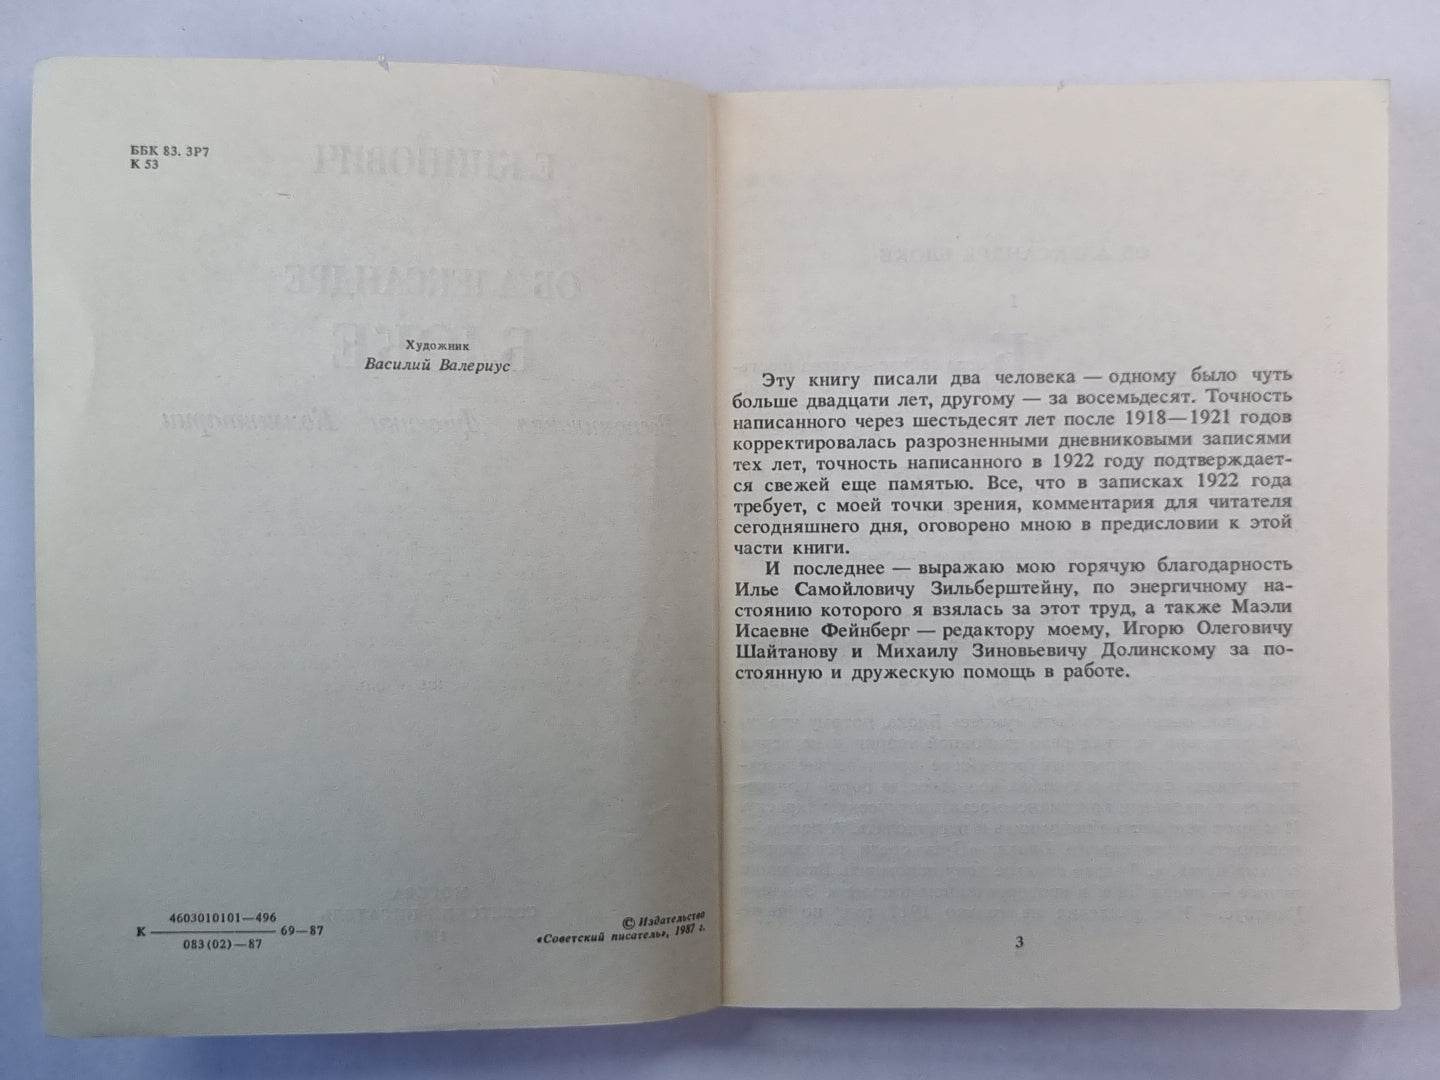 ББК 83. 3Р7
К 53
Художник
Василий Валериус
4603010101—496
К ———— 69—87
083(02)—87
© Издательство
«Советский писатель», 1987 г.
Эту книгу писали два человека — одному было чуть
больше двадцати лет, другому — за восемьдесят. Точность
написанного через шестьдесят лет после 1918—1921 годов
корректировалась разрозненными дневниковыми записями
тех лет, точность написанного в 1922 году подтверждает-
ся свежей еще памятью. Все, что в записках 1922 года
требует, с моей точки зрения, комментария для читателя
сегодняшнего дня, оговорено мною в предисловии к этой
части книги.
И последнее — выражаю мою горячую благодарность
Илье Самойловичу Зильберштейну, по энергичному на-
стоянию которого я взялась за этот труд, а также Маэли
Исаевне Фейнберг — редактору моему, Игорю Олеговичу
Шайтанову и Михаилу Зиновьевичу Долинскому за по-
стоянную и дружескую помощь в работе.
3